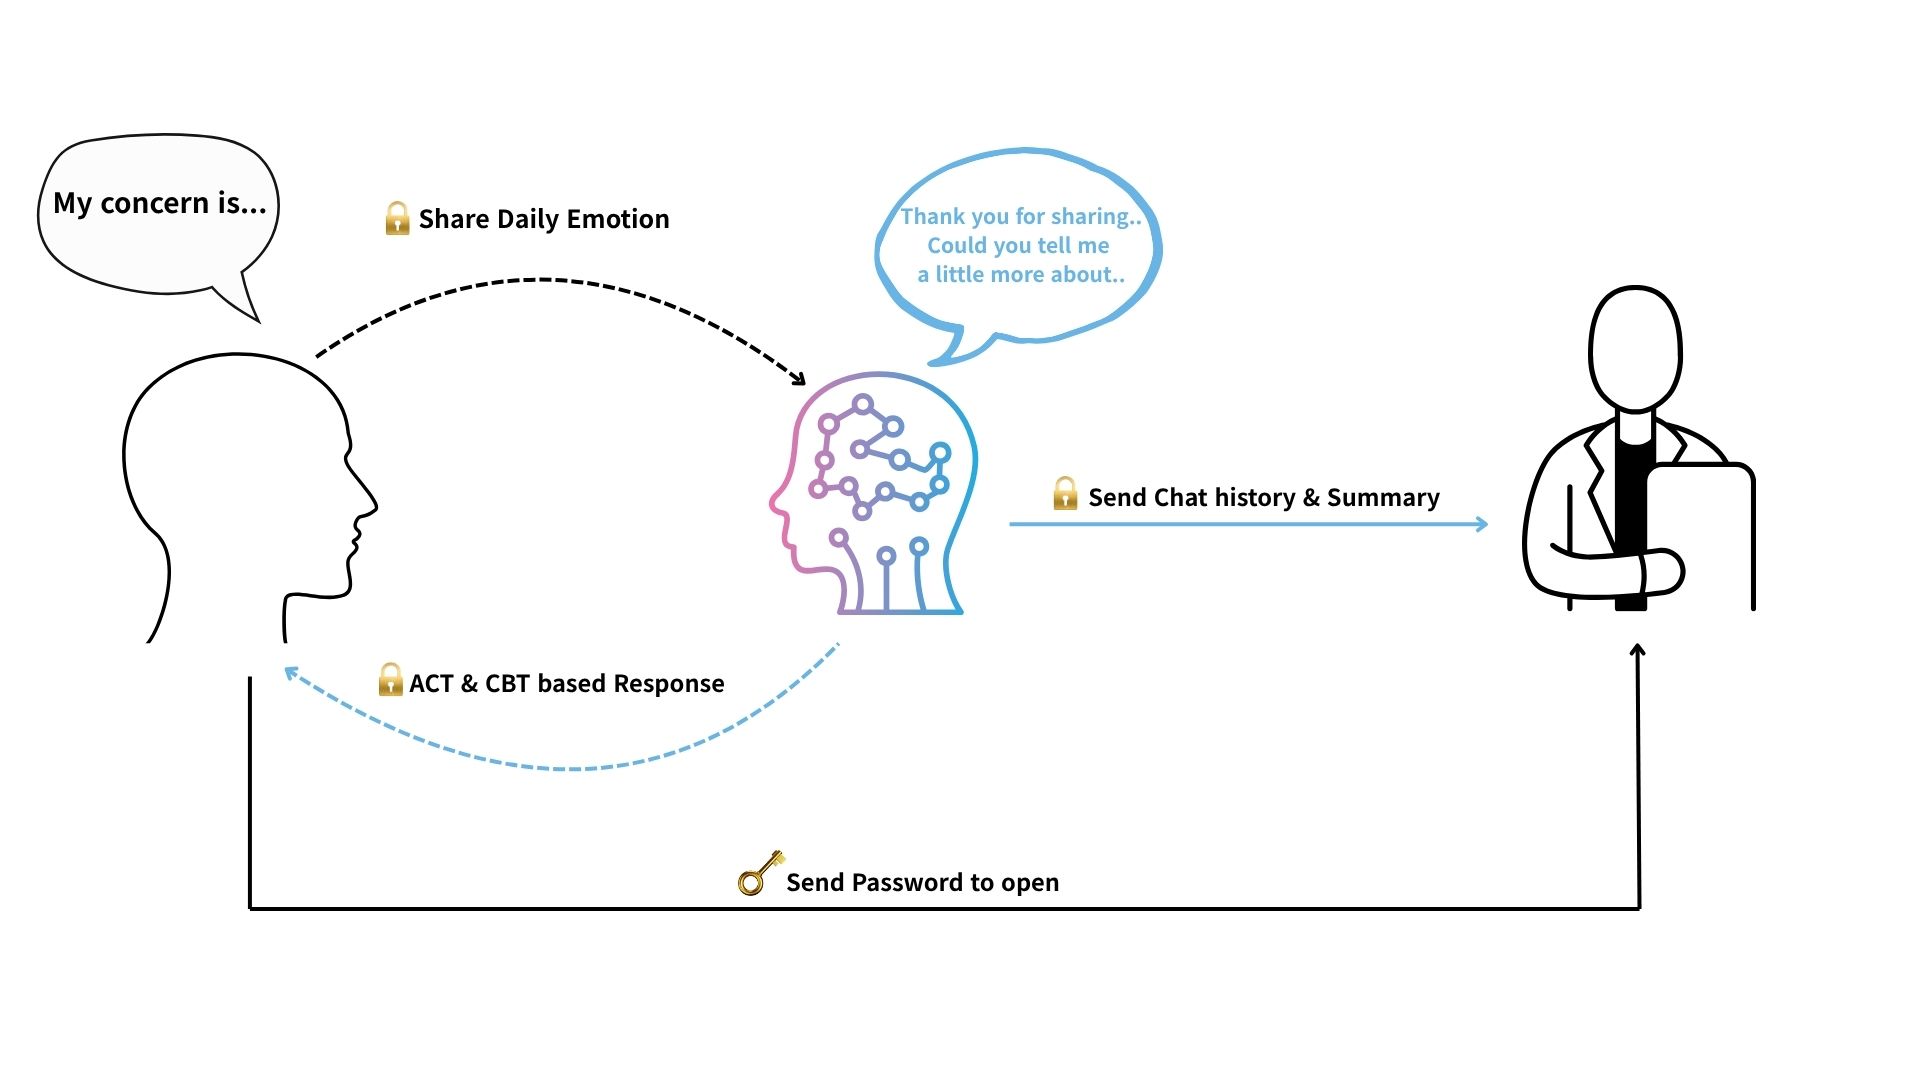 My concern is...
Share Daily Emotion
Thank you for sharing..
Could you tell me
a little more about..
Send Chat history & Summary
ACT & CBT based Response
Send Password to open